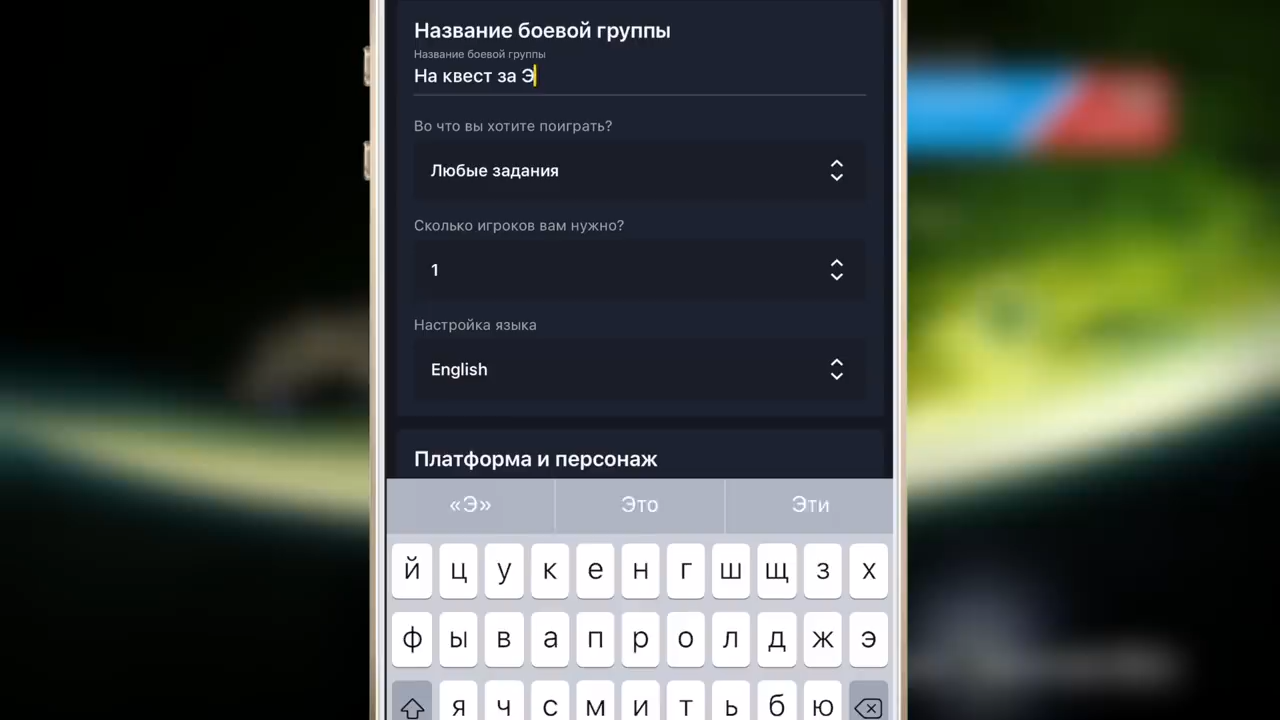 Название боевой группы
Название боевой группы
На квест за Э
Во что вы хотите поиграть?
Любые задания
Сколько игроков вам нужно?
1
Настройка языка
English
Платформа и персонаж
«Э» Это Эти
й ц у к е н г ш щ з х
ф ы в а п р о л д ж э
я ч с м и т ь б ю